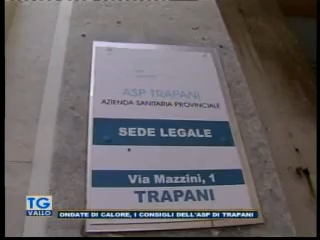 ASP TRAPANI
AZIENDA SANITARIA PROVINCIALE
SEDE LEGALE
Via Mazzini, 1
TRAPANI
TG
VALLO
ONDATE DI CALORE, I CONSIGLI DELL'ASP DI TRAPANI